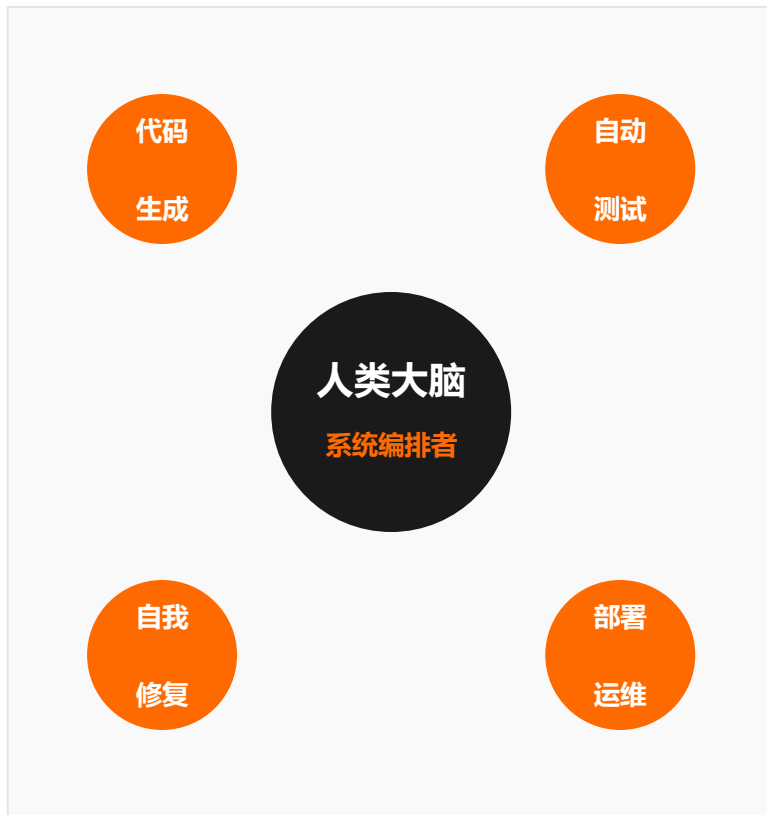 代码
生成
自动
测试
人类大脑
系统编排者
自我
修复
部署
运维